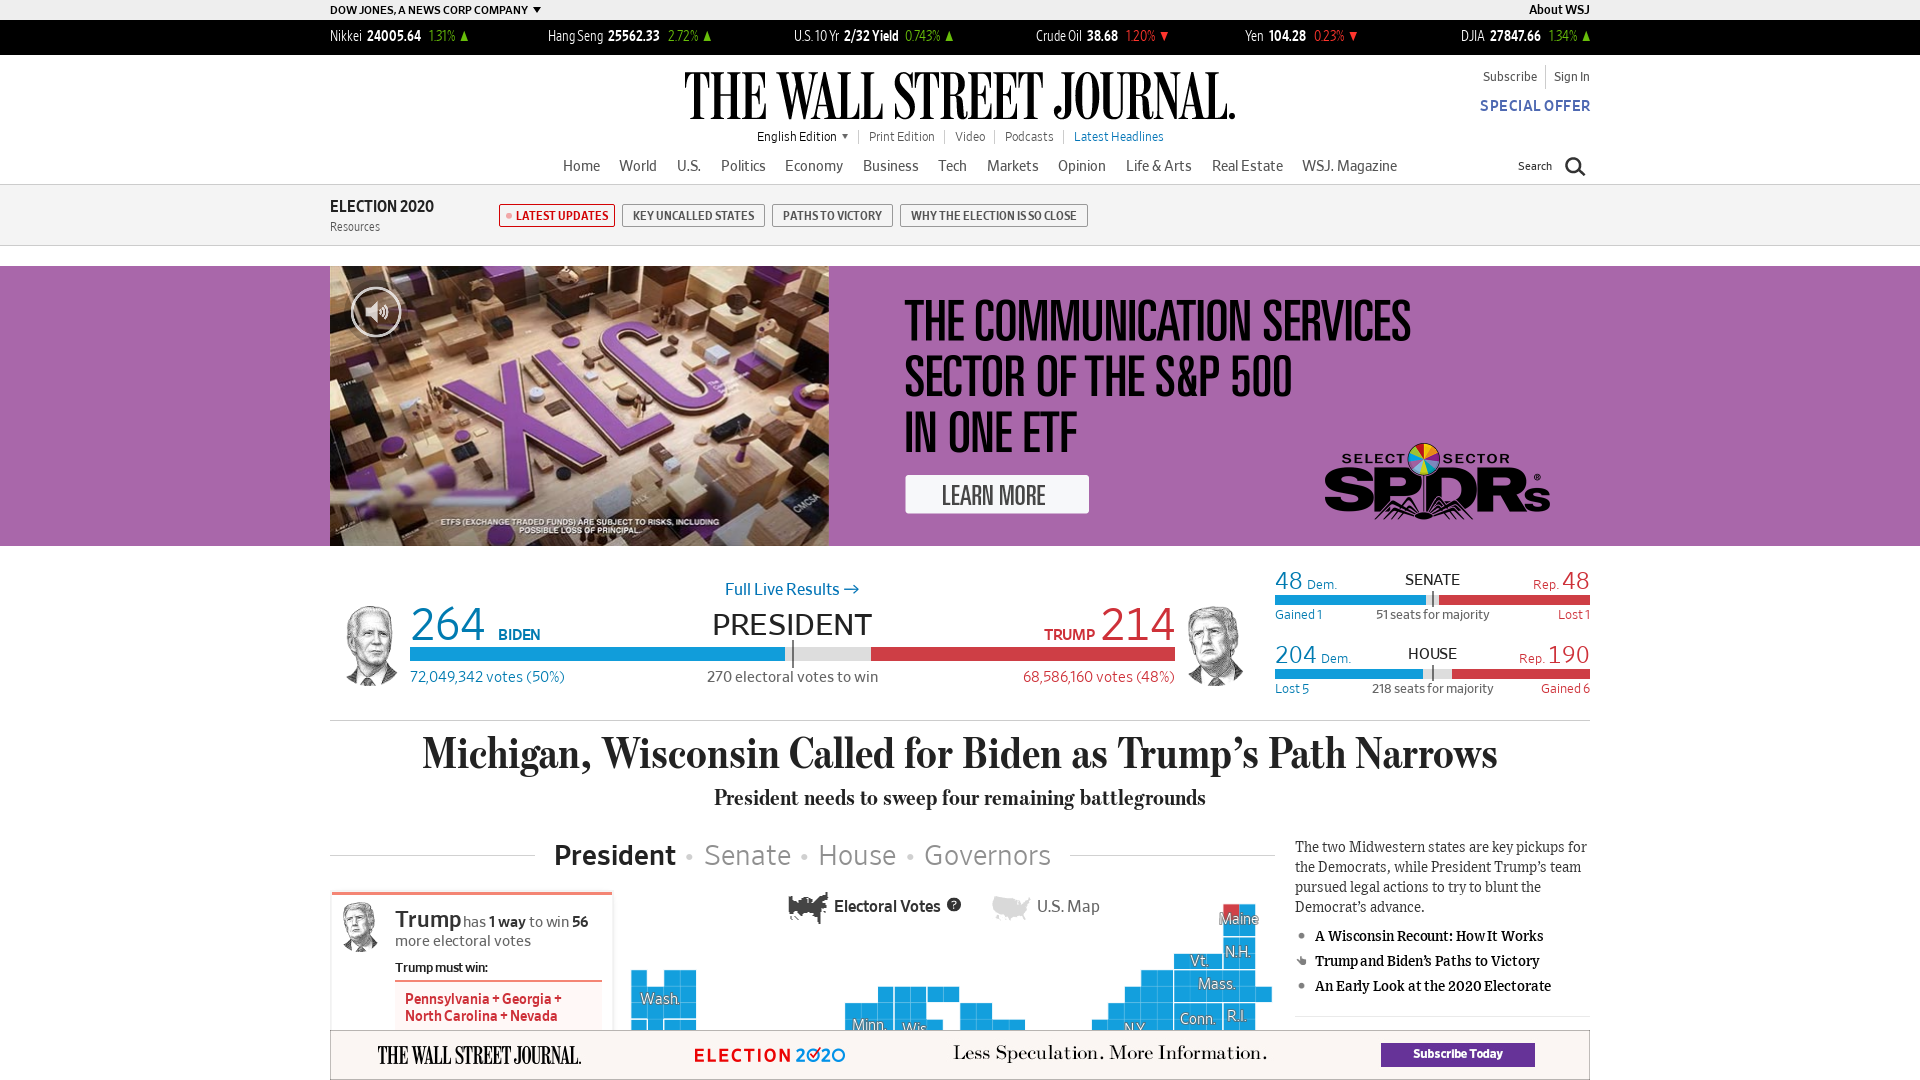 DOW JONES, A NEWS CORP COMPANY
About WSJ
Nikkei 24005.64 1.31%
Hang Seng 25562.33 2.72%
U.S. 10 Yr 2/32 Yield 0.743%
Crude Oil 38.68 1.20%
Yen 104.28 0.23%
DJIA 27847.66 1.34%
THE WALL STREET JOURNAL.
Subscribe
Sign In
SPECIAL OFFER
English Edition
Print Edition
Video
Podcasts
Latest Headlines
Home World U.S. Politics Economy Business Tech Markets Opinion Life & Arts Real Estate WSJ. Magazine
Search
ELECTION 2020
Resources
LATEST UPDATES
KEY UNCALLED STATES
PATHS TO VICTORY
WHY THE ELECTION IS SO CLOSE
XLC
CMCSA
ETFS (EXCHANGE TRADED FUNDS) ARE SUBJECT TO RISKS, INCLUDING
POSSIBLE LOSS OF PRINCIPAL.
THE COMMUNICATION SERVICES
SECTOR OF THE S&P 500
IN ONE ETF
LEARN MORE
SELECT SECTOR
SPDRs®
Full Live Results →
264 BIDEN
PRESIDENT
TRUMP 214
72,049,342 votes (50%)
270 electoral votes to win
68,586,160 votes (48%)
48 Dem.
SENATE
Rep. 48
Gained 1
51 seats for majority
Lost 1
204 Dem.
HOUSE
Rep. 190
Lost 5
218 seats for majority
Gained 6
Michigan, Wisconsin Called for Biden as Trump’s Path Narrows
President needs to sweep four remaining battlegrounds
President • Senate • House • Governors
Trump has 1 way to win 56
more electoral votes
Trump must win:
Pennsylvania + Georgia +
North Carolina + Nevada
Electoral Votes ?
U.S. Map
Maine
N.H.
Vt.
Mass.
Wash.
Conn.
R.I.
Minn.
Wis.
N.Y.
The two Midwestern states are key pickups for
the Democrats, while President Trump’s team
pursued legal actions to try to blunt the
Democrat’s advance.
A Wisconsin Recount: How It Works
Trump and Biden’s Paths to Victory
An Early Look at the 2020 Electorate
THE WALL STREET JOURNAL.
ELECTION 2020
Less Speculation. More Information.
Subscribe Today